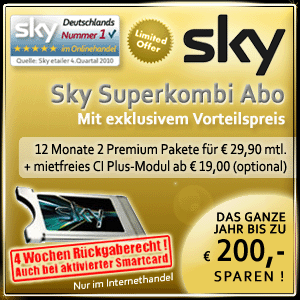 sky
Deutschlands
Nummer 1
im Onlinehandel
Quelle: Sky etailer 4.Quartal 2010
Limited
Offer
sky
Sky Superkombi Abo
Mit exklusivem Vorteilspreis
12 Monate 2 Premium Pakete für € 29,90 mtl.
+ mietfreies CI Plus-Modul ab € 19,00 (optional)
4 Wochen Rückgaberecht !
Auch bei aktivierter Smartcard
Nur im Internethandel
DAS GANZE
JAHR BIS ZU
€ 200,-
SPAREN !